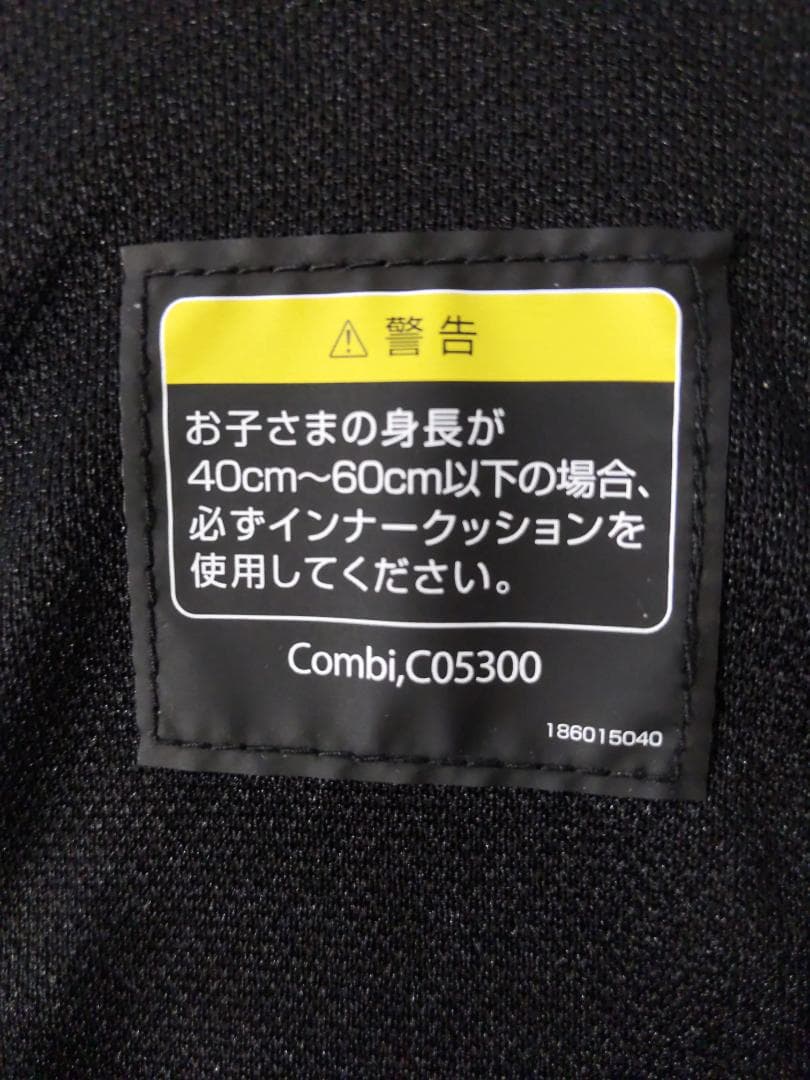 ⚠ 警告
お子さまの身長が
40cm～60cm以下の場合、
必ずインナークッションを
使用してください。
Combi,C05300
186015040